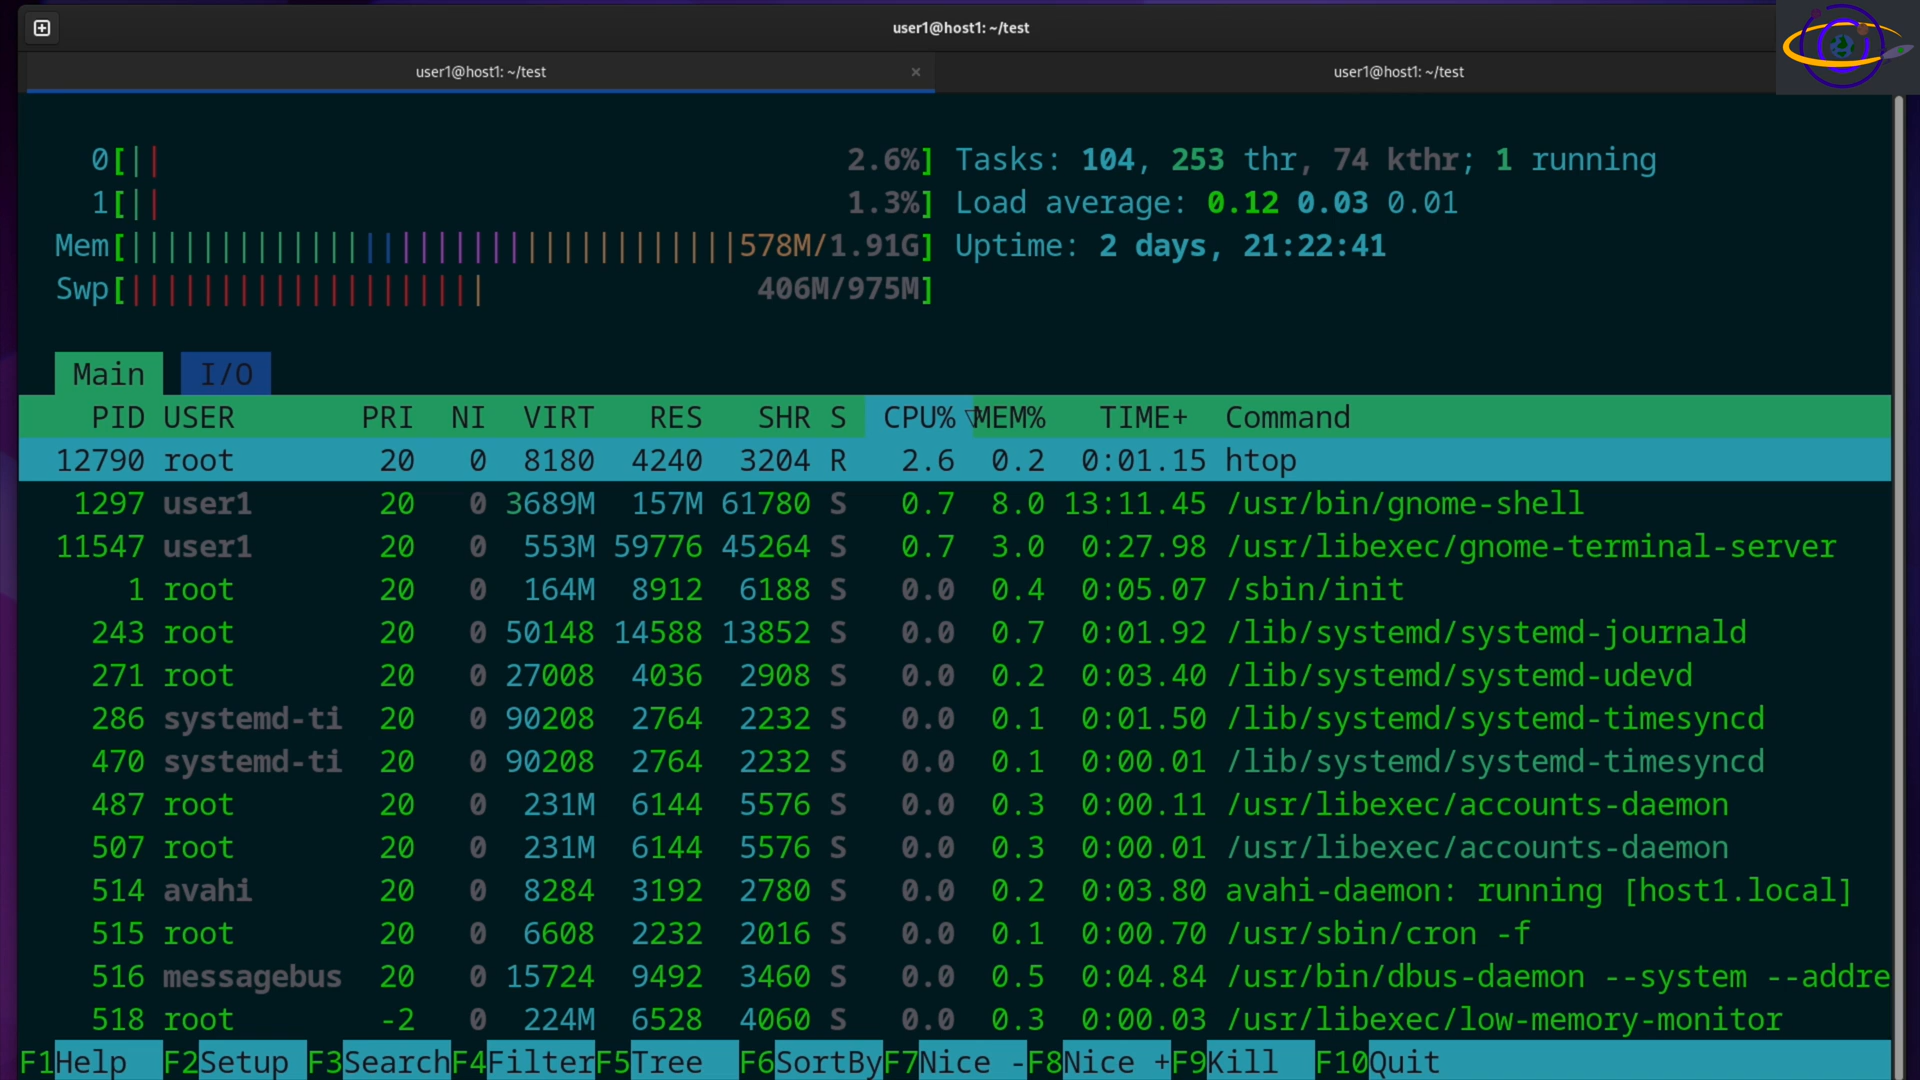 user1@host1: ~/test
user1@host1: ~/test × user1@host1: ~/test
0[|| 2.6%] Tasks: 104, 253 thr, 74 kthr; 1 running
1[|| 1.3%] Load average: 0.12 0.03 0.01
Mem[||||||||||||||||||||||||||||||||||578M/1.91G] Uptime: 2 days, 21:22:41
Swp[|||||||||||||||||||| 406M/975M]
Main I/O
PID USER PRI NI VIRT RES SHR S CPU%▽MEM% TIME+ Command
12790 root 20 0 8180 4240 3204 R 2.6 0.2 0:01.15 htop
1297 user1 20 0 3689M 157M 61780 S 0.7 8.0 13:11.45 /usr/bin/gnome-shell
11547 user1 20 0 553M 59776 45264 S 0.7 3.0 0:27.98 /usr/libexec/gnome-terminal-server
1 root 20 0 164M 8912 6188 S 0.0 0.4 0:05.07 /sbin/init
243 root 20 0 50148 14588 13852 S 0.0 0.7 0:01.92 /lib/systemd/systemd-journald
271 root 20 0 27008 4036 2908 S 0.0 0.2 0:03.40 /lib/systemd/systemd-udevd
286 systemd-ti 20 0 90208 2764 2232 S 0.0 0.1 0:01.50 /lib/systemd/systemd-timesyncd
470 systemd-ti 20 0 90208 2764 2232 S 0.0 0.1 0:00.01 /lib/systemd/systemd-timesyncd
487 root 20 0 231M 6144 5576 S 0.0 0.3 0:00.11 /usr/libexec/accounts-daemon
507 root 20 0 231M 6144 5576 S 0.0 0.3 0:00.01 /usr/libexec/accounts-daemon
514 avahi 20 0 8284 3192 2780 S 0.0 0.2 0:03.80 avahi-daemon: running [host1.local]
515 root 20 0 6608 2232 2016 S 0.0 0.1 0:00.70 /usr/sbin/cron -f
516 messagebus 20 0 15724 9492 3460 S 0.0 0.5 0:04.84 /usr/bin/dbus-daemon --system --addre
518 root -2 0 224M 6528 4060 S 0.0 0.3 0:00.03 /usr/libexec/low-memory-monitor
F1Help F2Setup F3SearchF4FilterF5Tree F6SortByF7Nice -F8Nice +F9Kill F10Quit